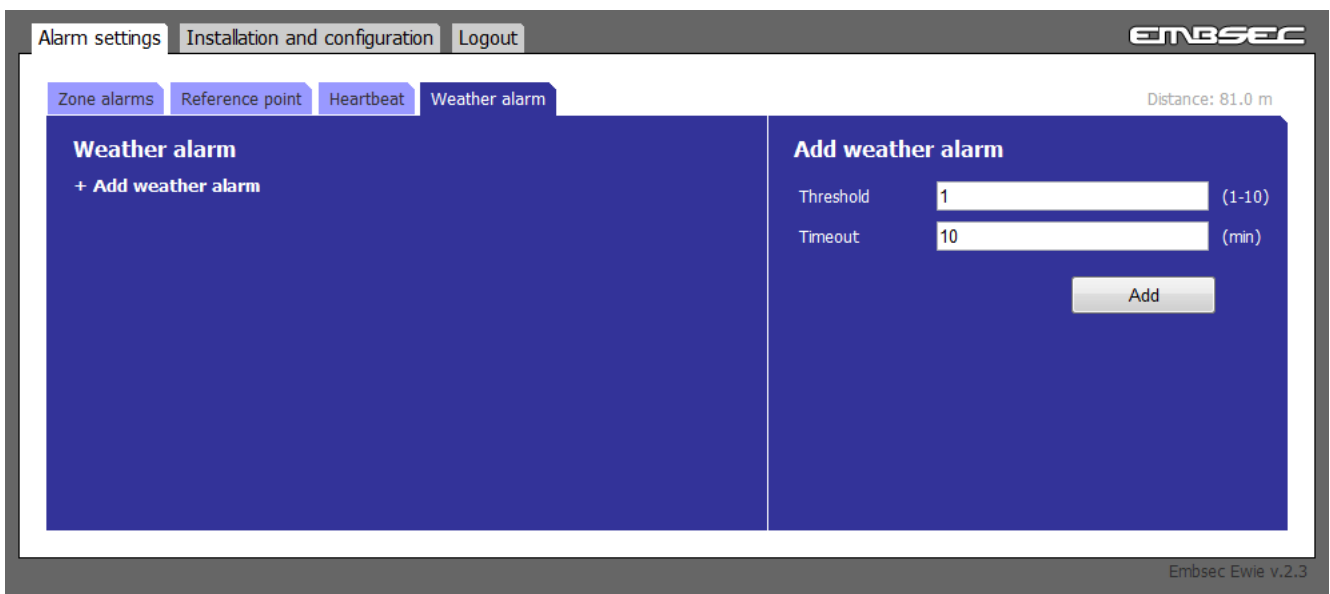 Alarm settings Installation and configuration Logout EMBSEC
Zone alarms Reference point Heartbeat Weather alarm Distance: 81.0 m
Weather alarm
+ Add weather alarm
Add weather alarm
Threshold 1 (1-10)
Timeout 10 (min)
Add
Embsec Ewie v.2.3